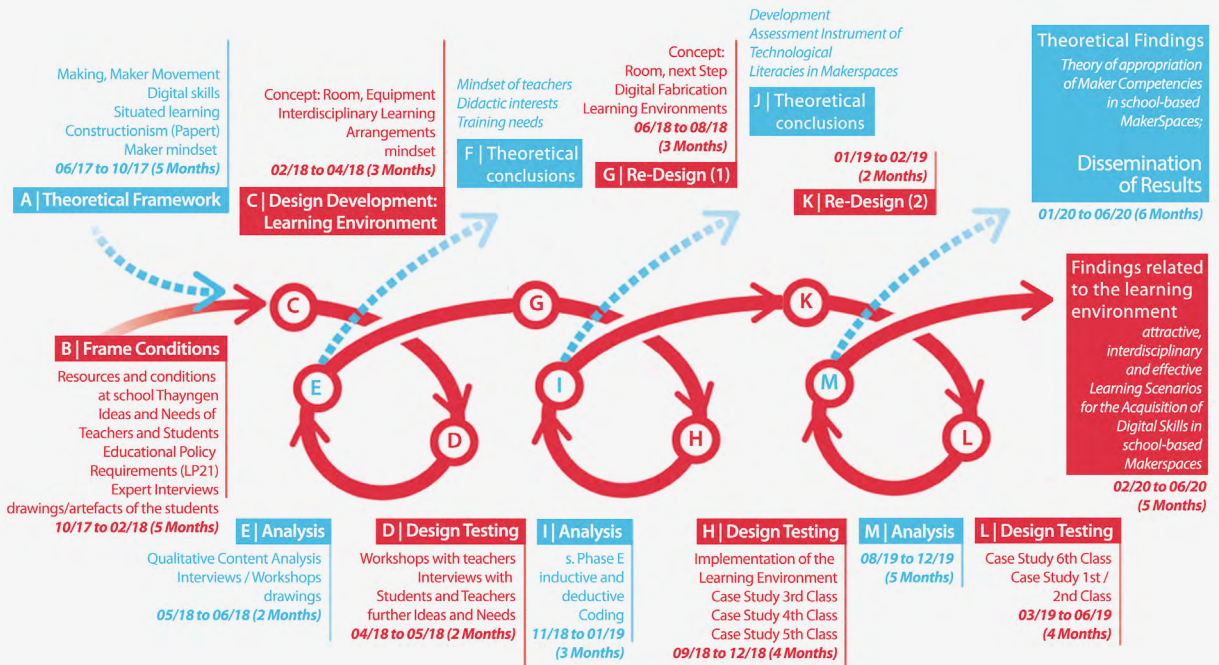 Making, Maker Movement
Digital skills
Situated learning
Constructionism (Papert)
Maker mindset
06/17 to 10/17 (5 Months)
A | Theoretical Framework
Concept: Room, Equipment
Interdisciplinary Learning
Arrangements
mindset
02/18 to 04/18 (3 Months)
C | Design Development:
Learning Environment
Mindset of teachers
Didactic interests
Training needs
F | Theoretical
conclusions
Concept:
Room, next Step
Digital Fabrication
Learning Environments
06/18 to 08/18
(3 Months)
G | Re-Design (1)
Development
Assessment Instrument of
Technological
Literacies in Makerspaces
J | Theoretical
conclusions
01/19 to 02/19
(2 Months)
K | Re-Design (2)
Theoretical Findings
Theory of appropriation
of Maker Competencies
in school-based
MakerSpaces;
Dissemination
of Results
01/20 to 06/20 (6 Months)
C
G
K
E
I
M
D
H
L
B | Frame Conditions
Resources and conditions
at school Thayngen
Ideas and Needs of
Teachers and Students
Educational Policy
Requirements (LP21)
Expert Interviews
drawings/artefacts of the students
10/17 to 02/18 (5 Months)
Findings related
to the learning
environment
attractive,
interdisciplinary
and effective
Learning Scenarios
for the Acquisition of
Digital Skills in
school-based
Makerspaces
02/20 to 06/20
(5 Months)
E | Analysis
Qualitative Content Analysis
Interviews / Workshops
drawings
05/18 to 06/18 (2 Months)
D | Design Testing
Workshops with teachers
Interviews with
Students and Teachers
further Ideas and Needs
04/18 to 05/18 (2 Months)
I | Analysis
s. Phase E
inductive and
deductive
Coding
11/18 to 01/19
(3 Months)
H | Design Testing
Implementation of the
Learning Environment
Case Study 3rd Class
Case Study 4th Class
Case Study 5th Class
09/18 to 12/18 (4 Months)
M | Analysis
08/19 to 12/19
(5 Months)
L | Design Testing
Case Study 6th Class
Case Study 1st /
2nd Class
03/19 to 06/19
(4 Months)